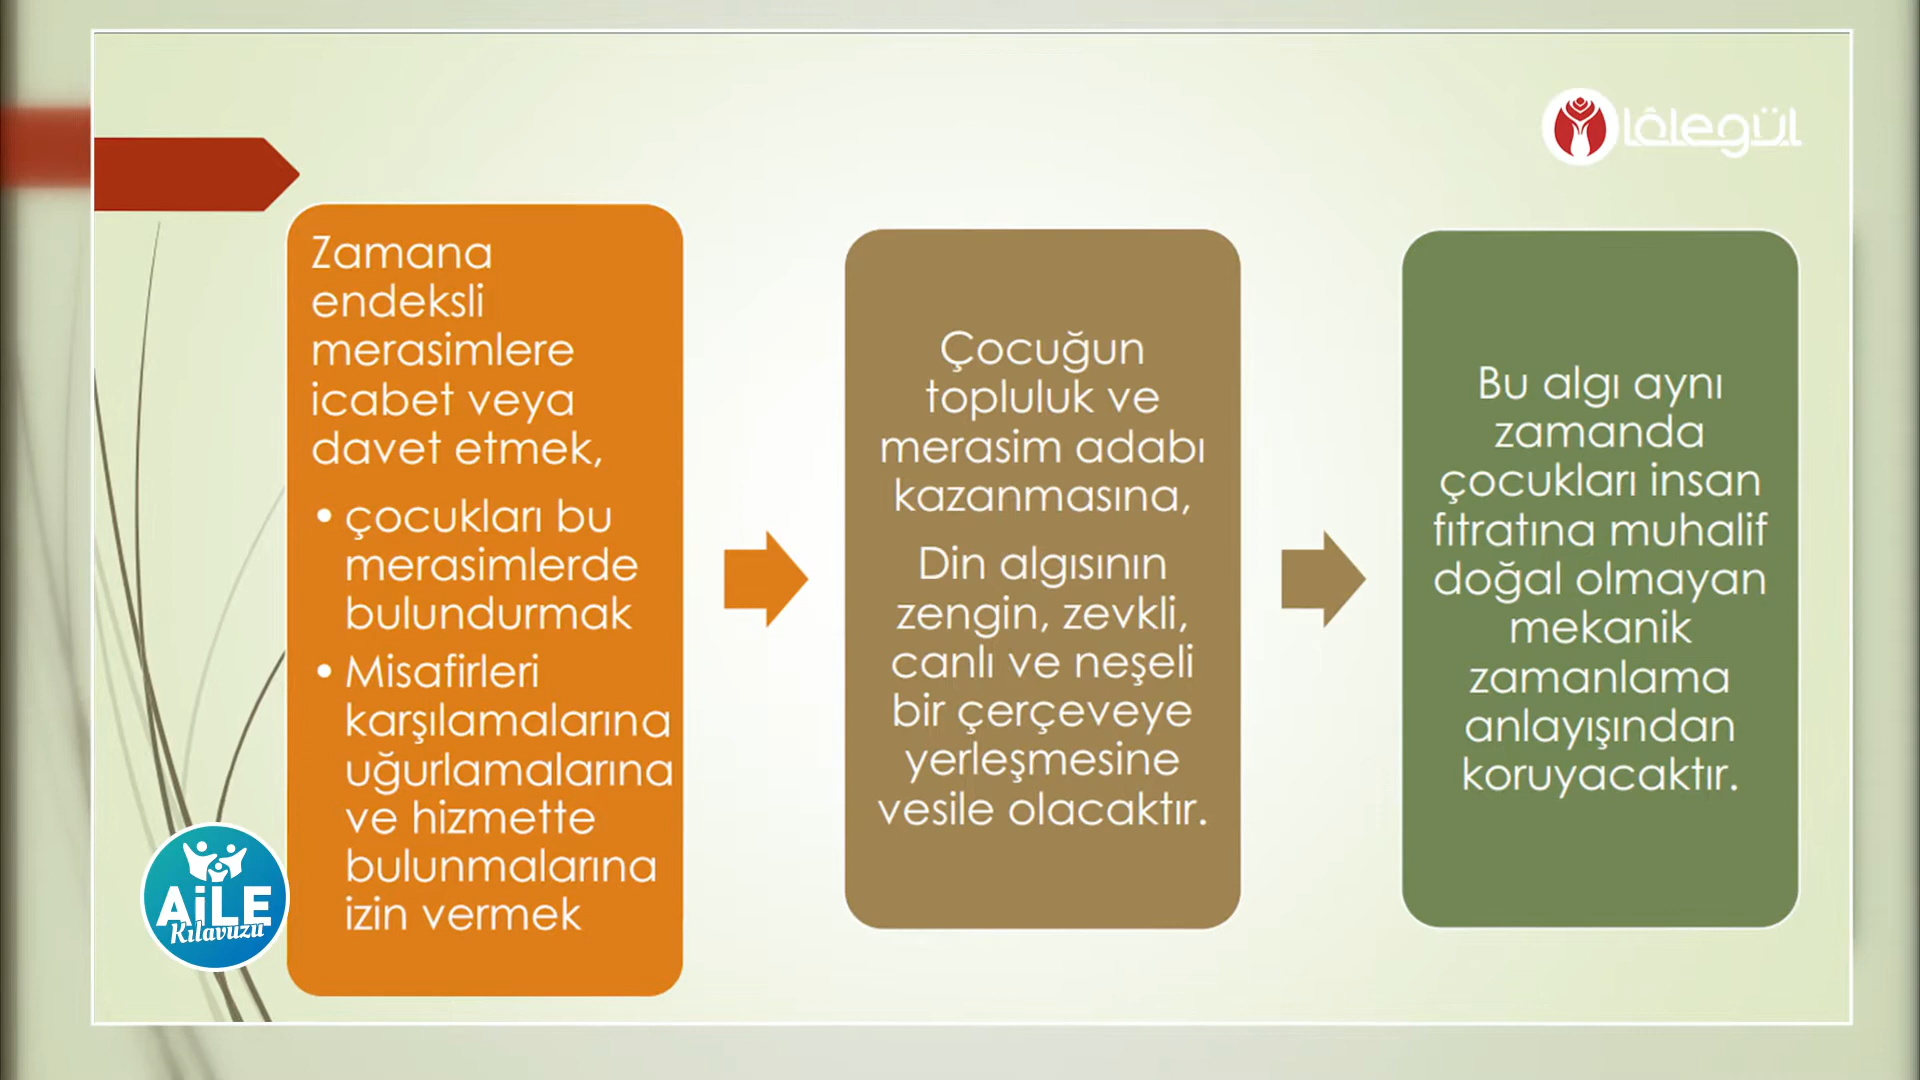 lâlegül
Zamana
endeksli
merasimlere
icabet veya
davet etmek,
• çocukları bu
merasimlerde
bulundurmak
• Misafirleri
karşılamalarına
uğurlamalarına
ve hizmette
bulunmalarına
izin vermek
Çocuğun
topluluk ve
merasim adabı
kazanmasına,
Din algısının
zengin, zevkli,
canlı ve neşeli
bir çerçeveye
yerleşmesine
vesile olacaktır.
Bu algı aynı
zamanda
çocukları insan
fıtratına muhalif
doğal olmayan
mekanik
zamanlama
anlayışından
koruyacaktır.
AiLE
Kılavuzu